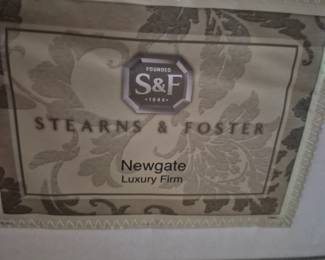 FOUNDED
S&F
1846
STEARNS & FOSTER
Newgate
Luxury Firm